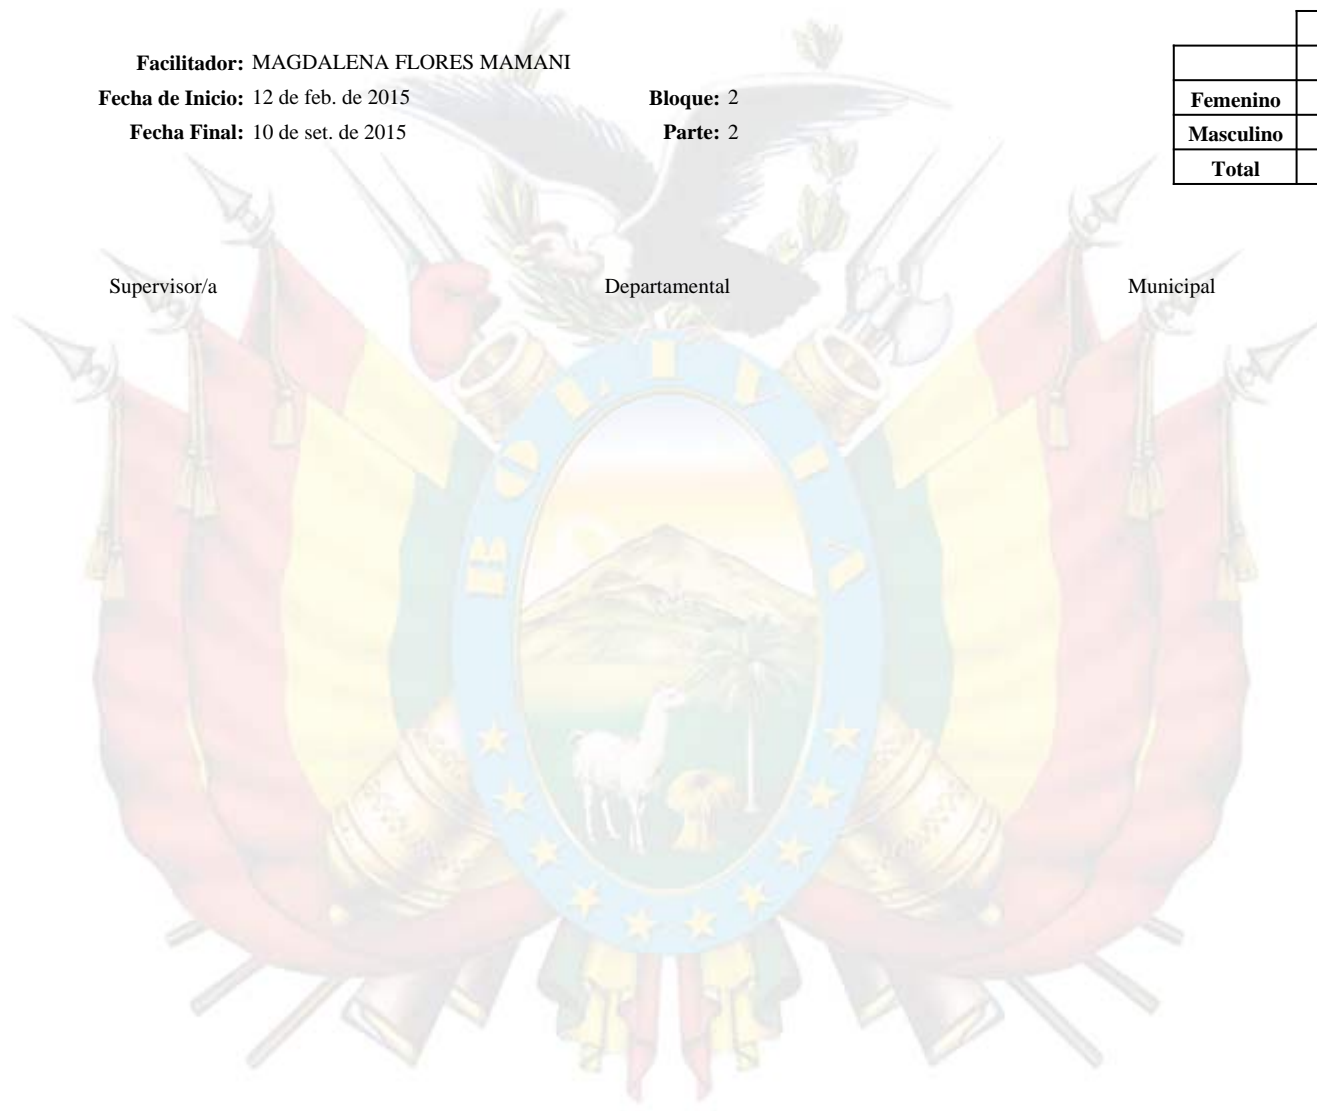 Facilitador: MAGDALENA FLORES MAMANI
Fecha de Inicio: 12 de feb. de 2015 Bloque: 2
Fecha Final: 10 de set. de 2015 Parte: 2
Femenino
Masculino
Total
Supervisor/a Departamental Municipal
BOLIVIA